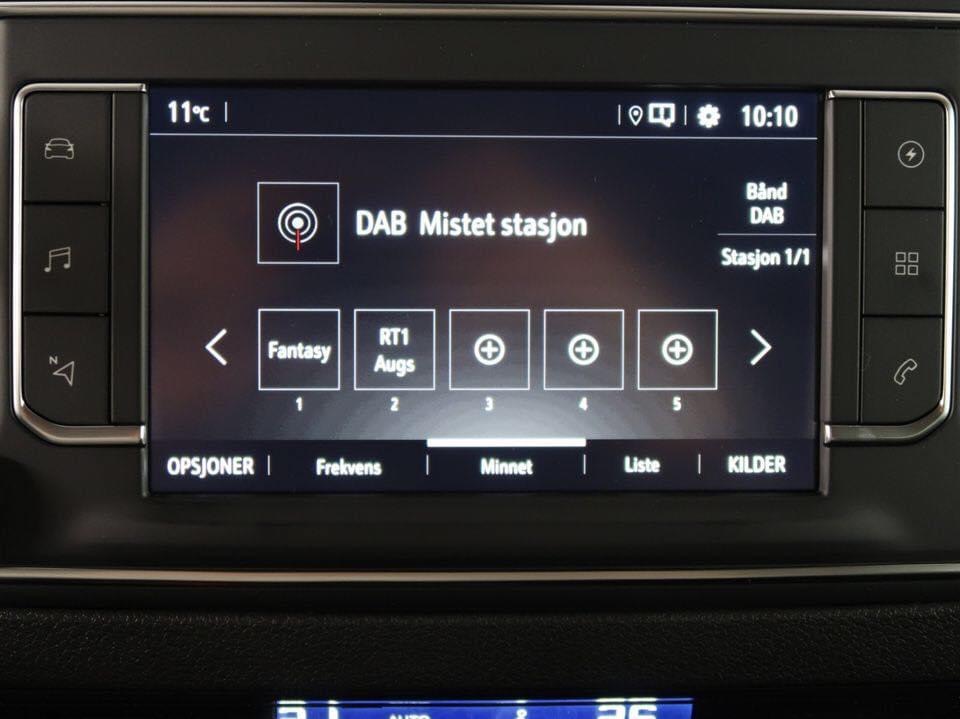 11°C
10:10
DAB Mistet stasjon
Bånd
DAB
Stasjon 1/1
Fantasy
RT1
Augs
1 2 3 4 5
OPSJONER Frekvens Minnet Liste KILDER
N
AUTO